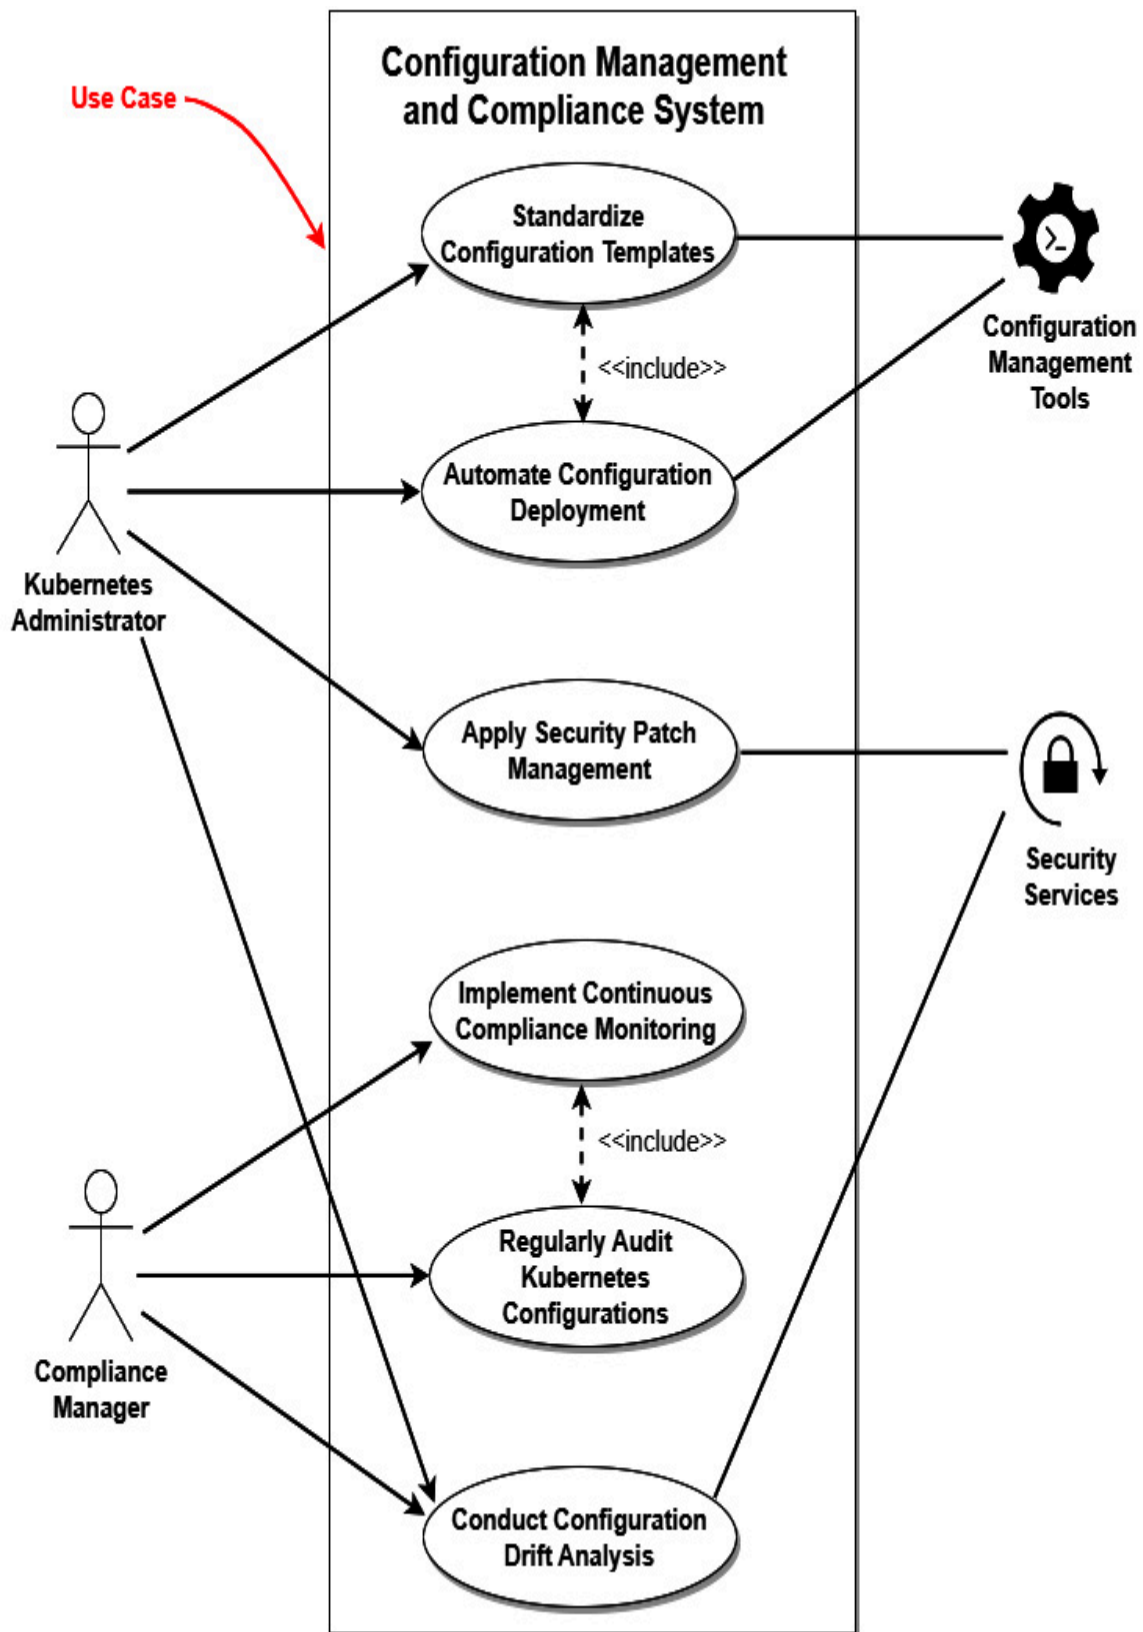 Configuration Management
and Compliance System
Use Case
Standardize
Configuration Templates
Configuration
Management
Tools
<<include>>
Automate Configuration
Deployment
Kubernetes
Administrator
Apply Security Patch
Management
Security
Services
Implement Continuous
Compliance Monitoring
<<include>>
Regularly Audit
Kubernetes
Configurations
Compliance
Manager
Conduct Configuration
Drift Analysis